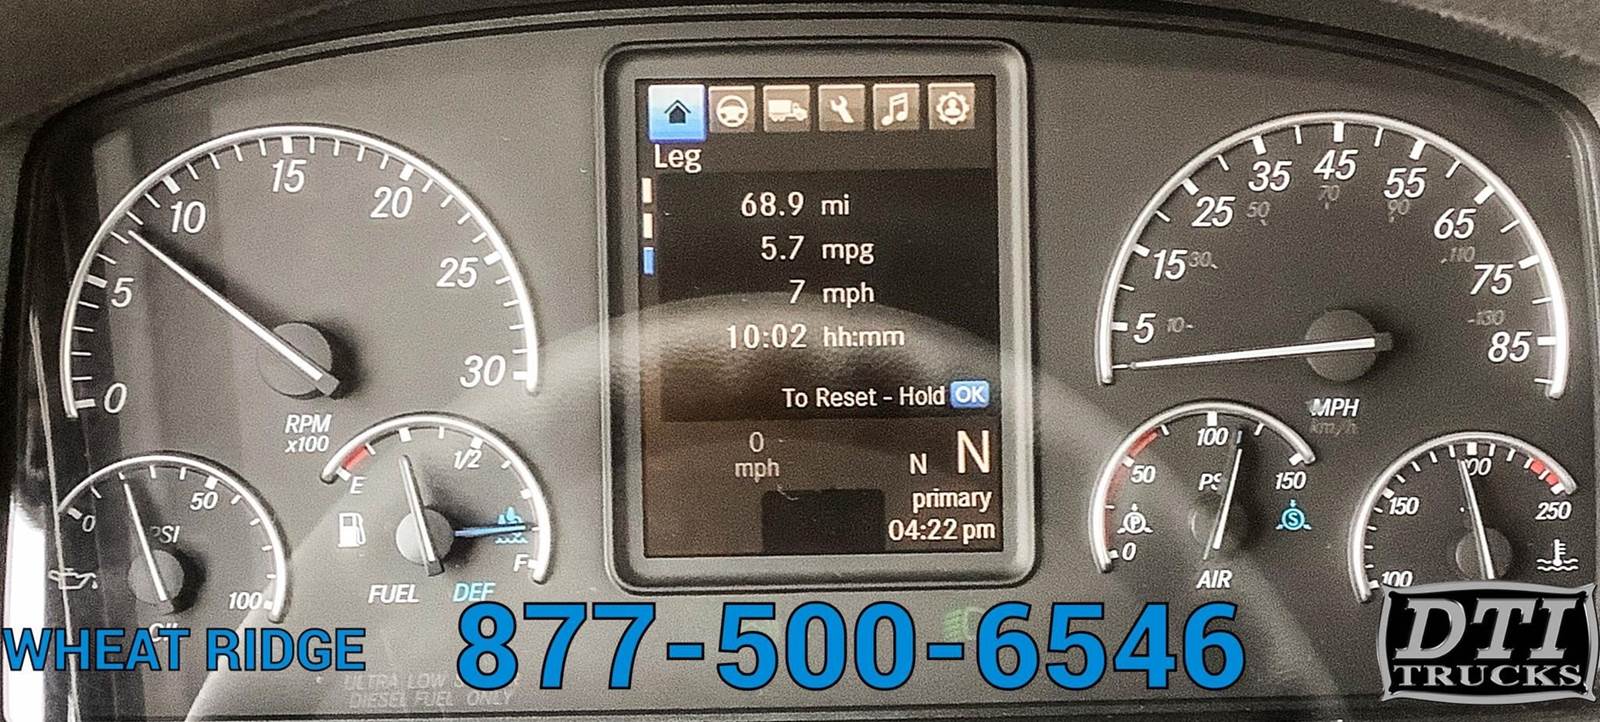 0
5
10
15
20
25
30
RPM
x100
Leg
68.9 mi
5.7 mpg
7 mph
10:02 hh:mm
To Reset - Hold OK
0
mph
N N
primary
04:22 pm
5
15
25
35
45
55
65
75
85
10
30
50
70
90
110
130
MPH
km/h
0
50
100
PSI
E
1/2
F
FUEL DEF
0
50
100
150
P
S
AIR
100
150
250
WHEAT RIDGE 877-500-6546
DTI
TRUCKS
ULTRA LOW
DIESEL FUEL ONLY